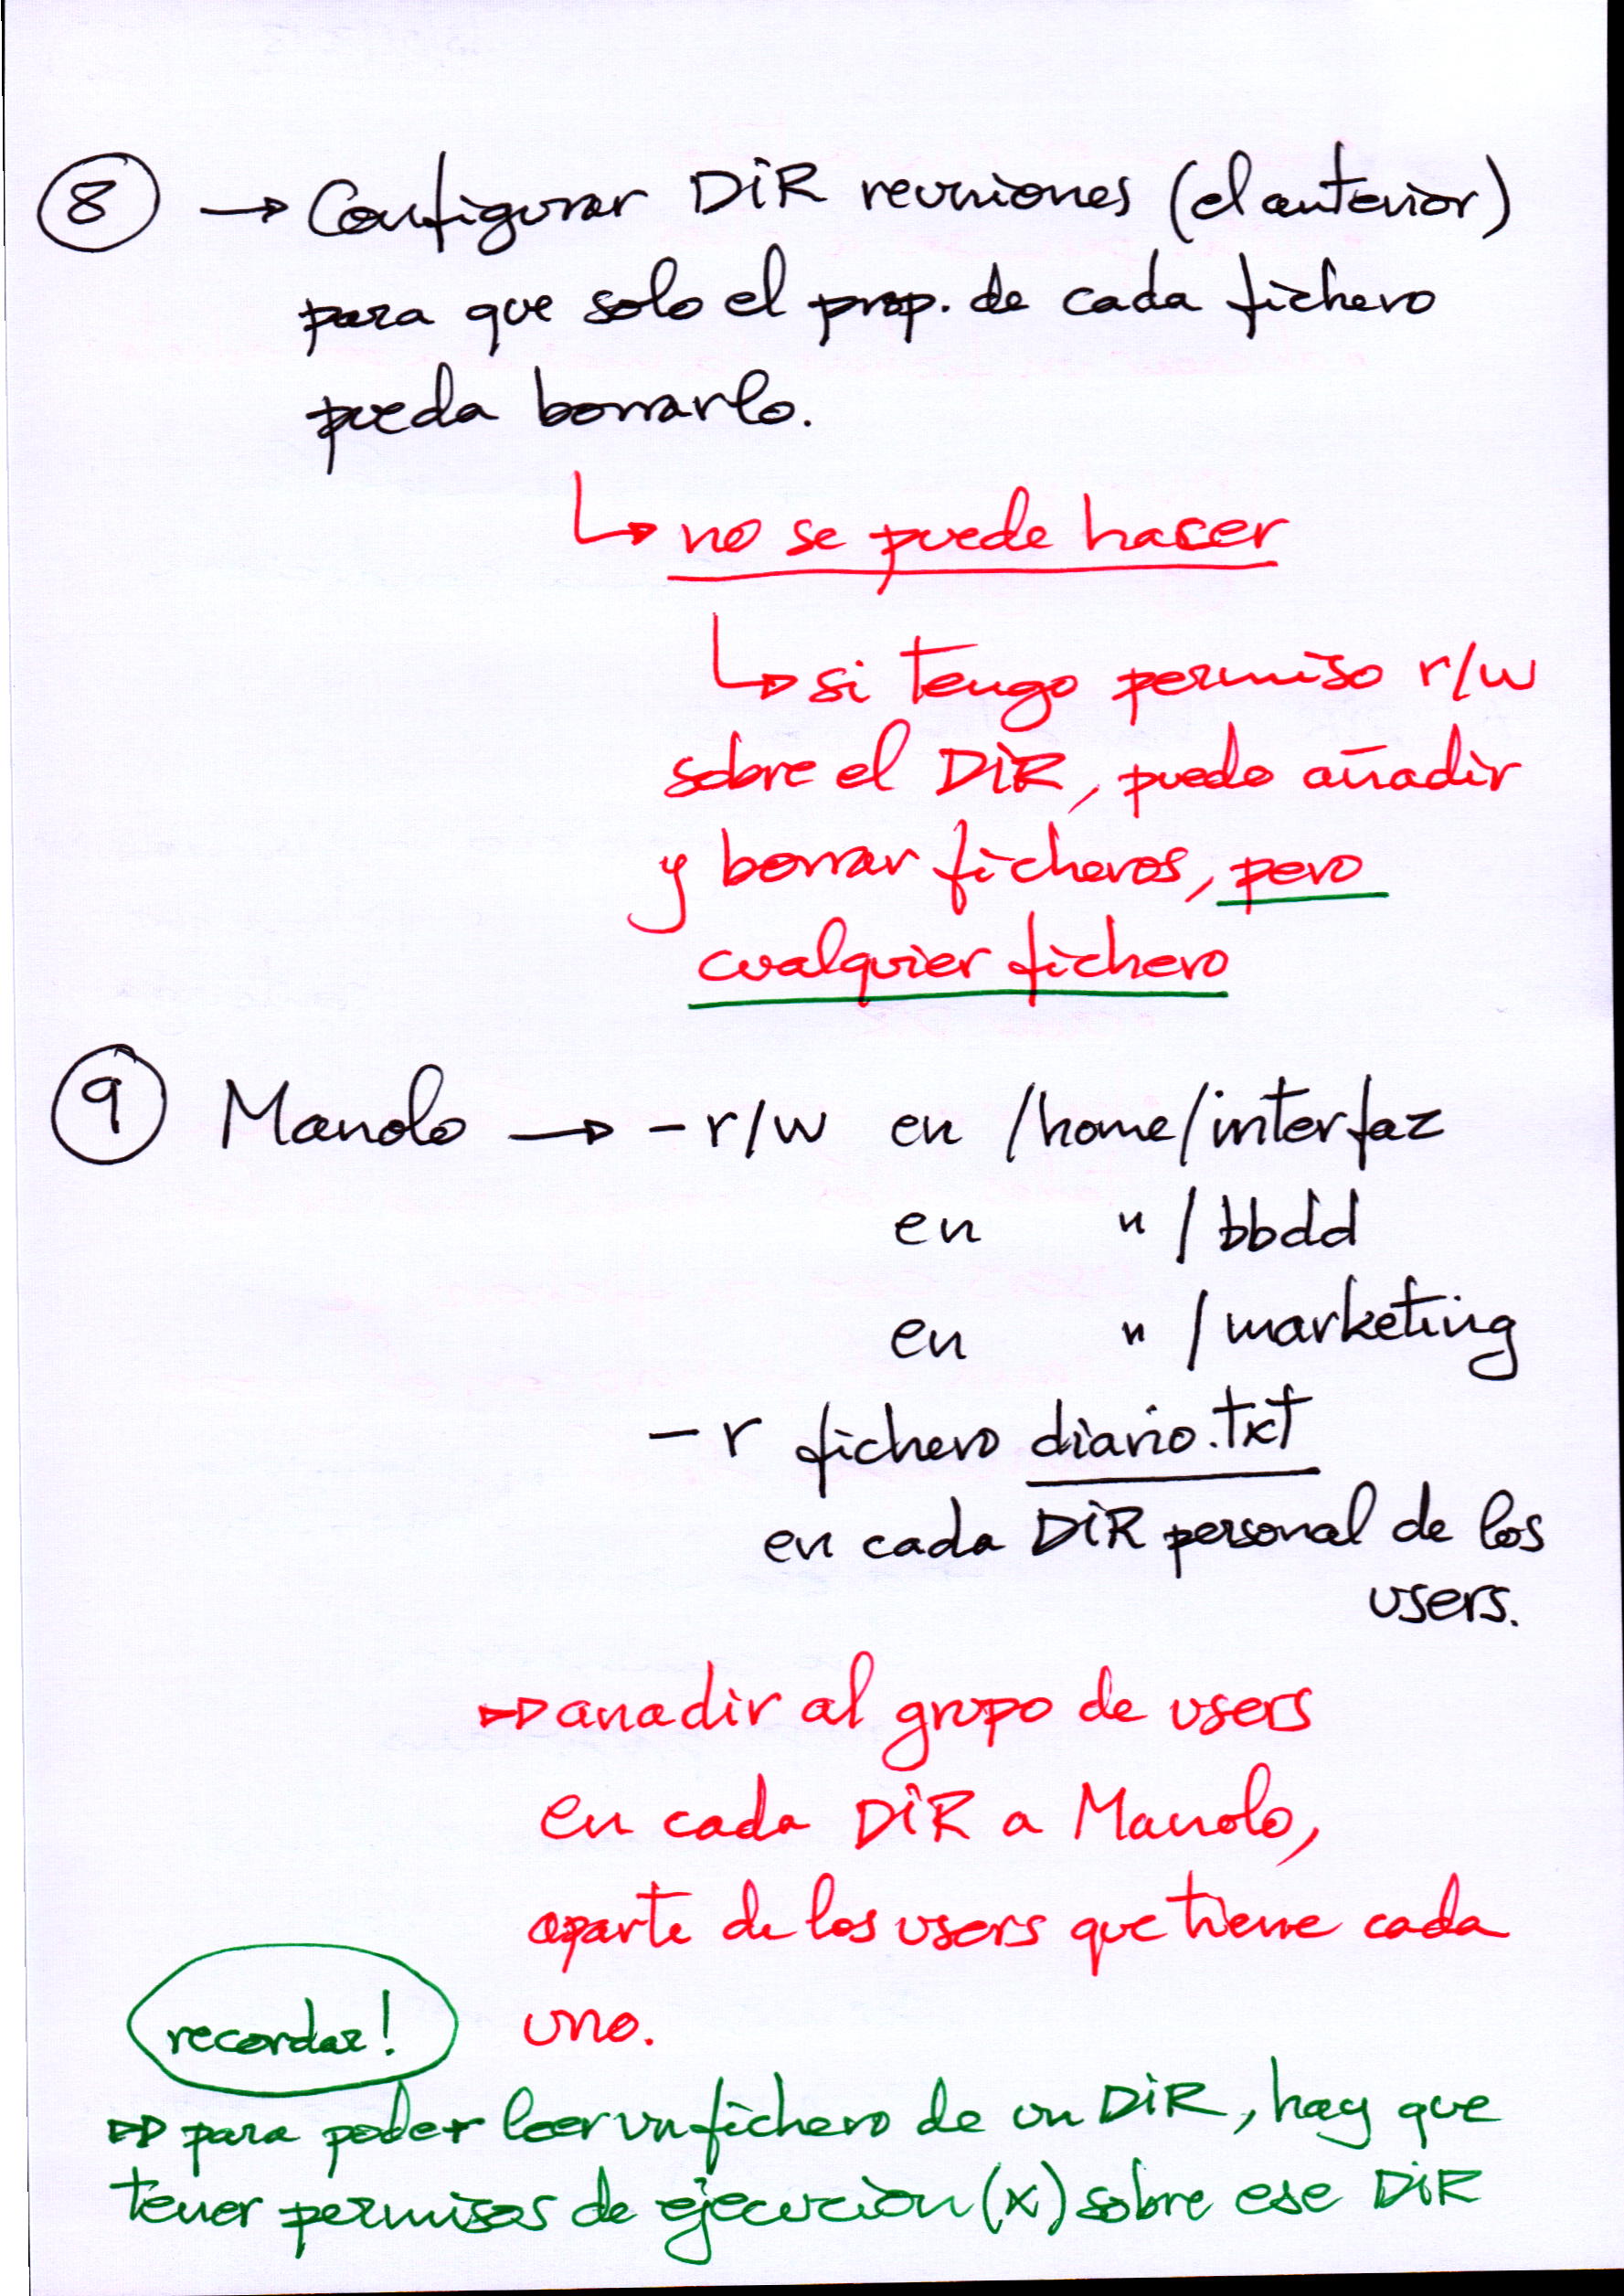 8 → Configurar DIR reuniones (el anterior)
para que solo el prop. de cada fichero
pueda borrarlo.
↳ no se puede hacer
↳ si tengo permiso r/w
sobre el DIR, puedo añadir
y borrar ficheros, pero
cualquier fichero
9 Manolo → - r/w en /home/interfaz
en " / bbdd
en " / marketing
- r fichero diario.txt
en cada DIR personal de los
users.
→ anadir al grupo de users
en cada DIR a Manolo,
aparte de los users que tiene cada
uno.
recordar!
→ para poder leer un fichero de un DIR, hay que
tener permisos de ejecución (x) sobre ese DIR